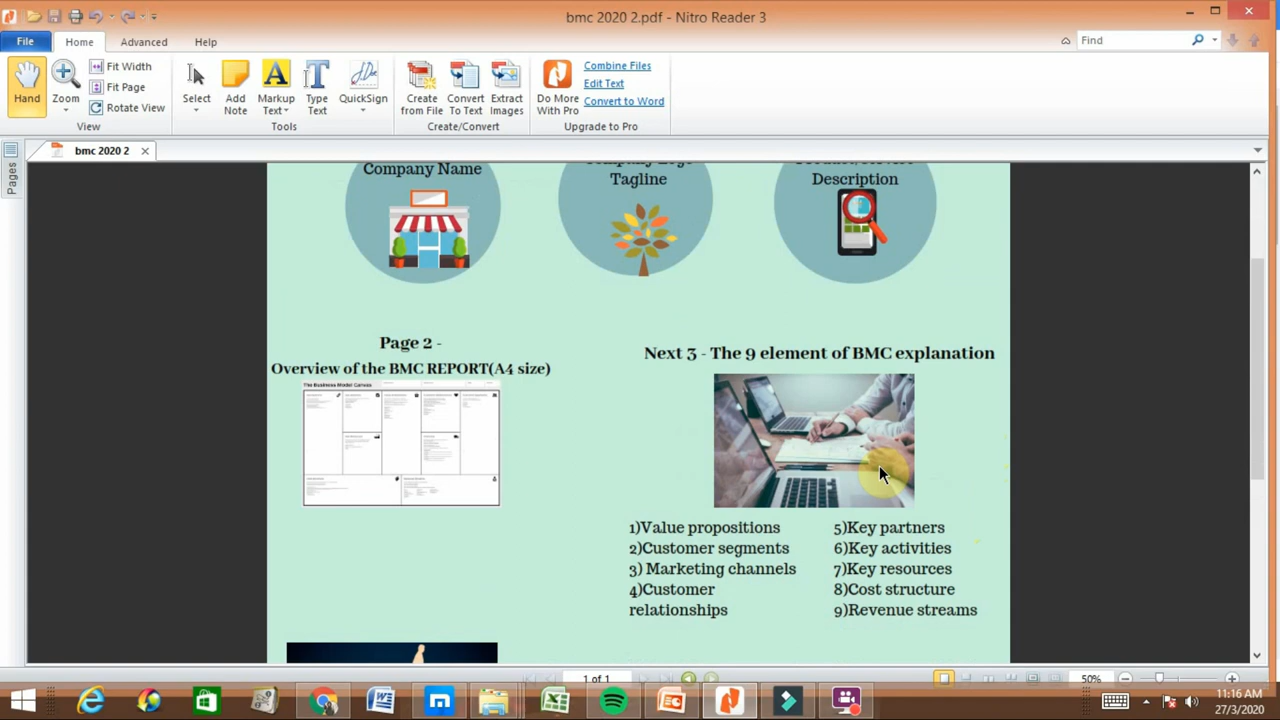 bmc 2020 2.pdf - Nitro Reader 3
File Home Advanced Help Find
Hand
Zoom
Fit Width
Fit Page
Rotate View
View
Select
Add
Note
Markup
Text
Type
Text
QuickSign
Tools
Create
from File
Convert
To Text
Extract
Images
Create/Convert
Do More
With Pro
Combine Files
Edit Text
Convert to Word
Upgrade to Pro
bmc 2020 2
Pages
Company Name
Tagline
Description
Page 2 -
Overview of the BMC REPORT(A4 size)
The Business Model Canvas
Next 3 - The 9 element of BMC explanation
1)Value propositions
2)Customer segments
3) Marketing channels
4)Customer
relationships
5)Key partners
6)Key activities
7)Key resources
8)Cost structure
9)Revenue streams
1 of 1
50%
11:16 AM
27/3/2020